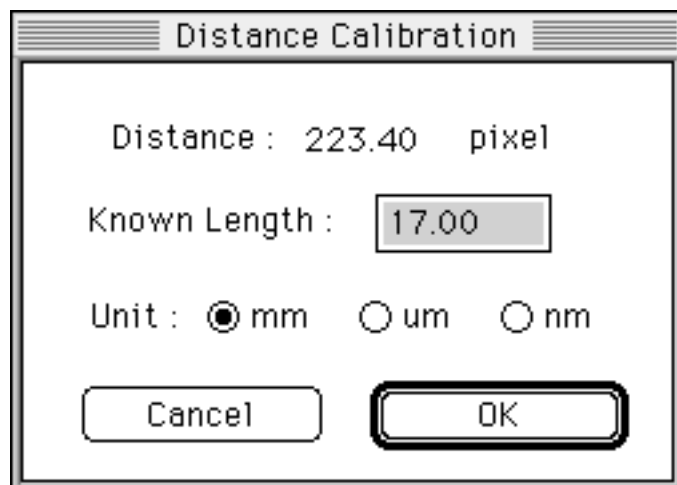 Distance Calibration
Distance : 223.40 pixel
Known Length : 17.00
Unit : mm um nm
Cancel OK